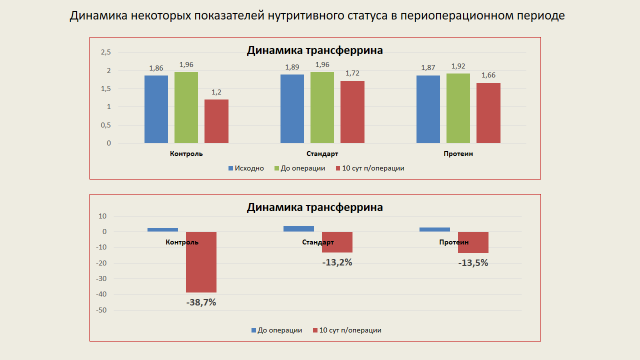 Динамика некоторых показателей нутритивного статуса в периоперационном периоде
Динамика трансферрина
2,5
2
1,5
1
0,5
0
1,86 1,96 1,2 1,89 1,96 1,72 1,87 1,92 1,66
Контроль Стандарт Протеин
Исходно До операции 10 сут п/операции
Динамика трансферрина
10
0
-10
-20
-30
-40
-50
Контроль Стандарт Протеин
-38,7% -13,2% -13,5%
До операции 10 сут п/операции